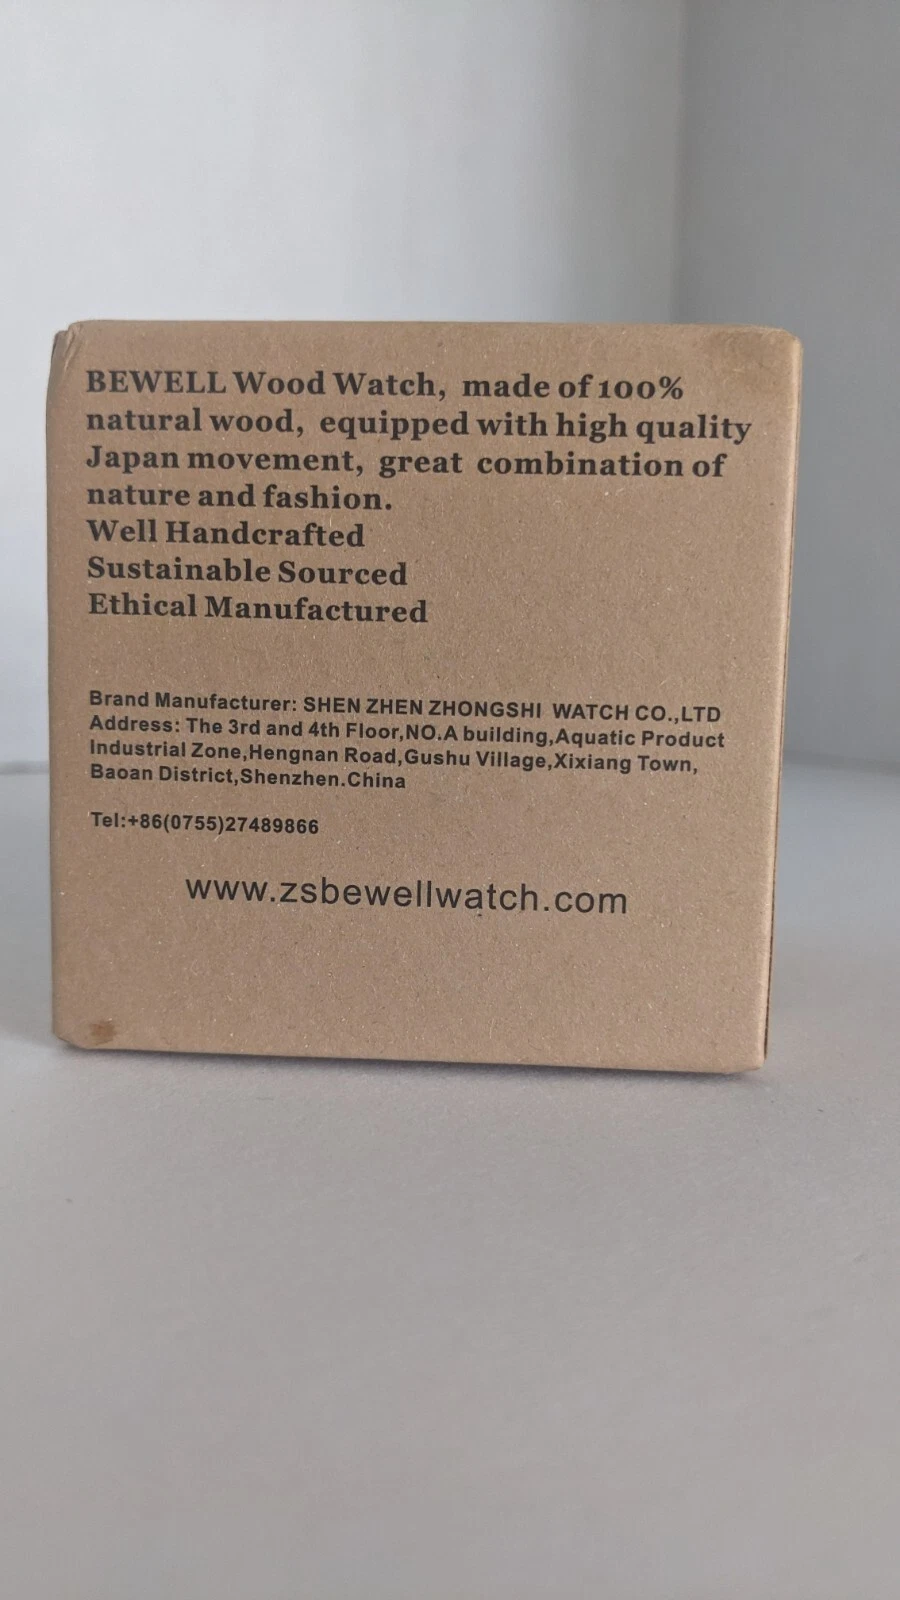 BEWELL Wood Watch, made of 100%
natural wood, equipped with high quality
Japan movement, great combination of
nature and fashion.
Well Handcrafted
Sustainable Sourced
Ethical Manufactured
Brand Manufacturer: SHEN ZHEN ZHONGSHI WATCH CO.,LTD
Address: The 3rd and 4th Floor,NO.A building,Aquatic Product
Industrial Zone,Hengnan Road,Gushu Village,Xixiang Town,
Baoan District,Shenzhen.China
Tel:+86(0755)27489866
www.zsbewellwatch.com